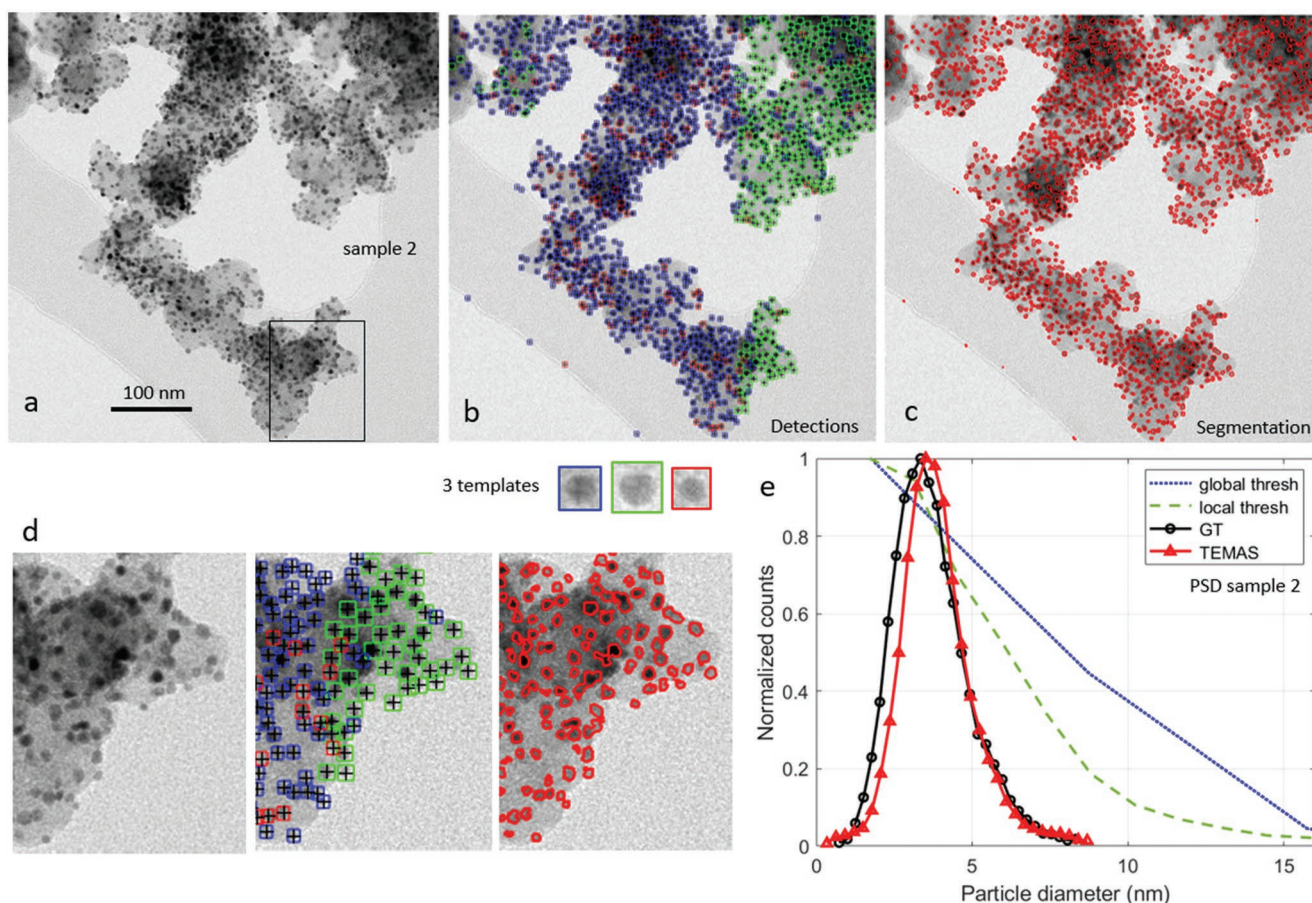 sample 2
100 nm
a
b
Detections
c
Segmentation
3 templates
d
e
global thresh
local thresh
GT
TEMAS
PSD sample 2
Normalized counts
1
0.8
0.6
0.4
0.2
0
0
5
10
15
Particle diameter (nm)